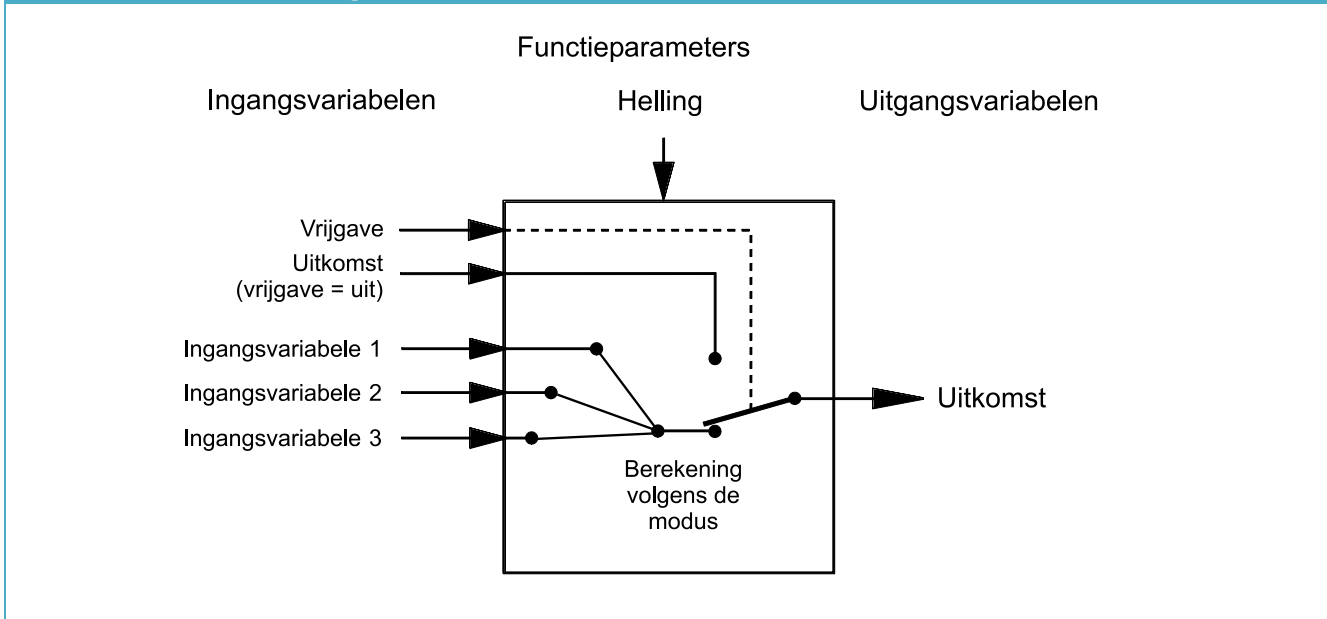 Functieparameters
Ingangsvariabelen
Helling
Uitgangsvariabelen
Vrijgave
Uitkomst
(vrijgave = uit)
Ingangsvariabele 1
Ingangsvariabele 2
Ingangsvariabele 3
Uitkomst
Berekening
volgens de
modus